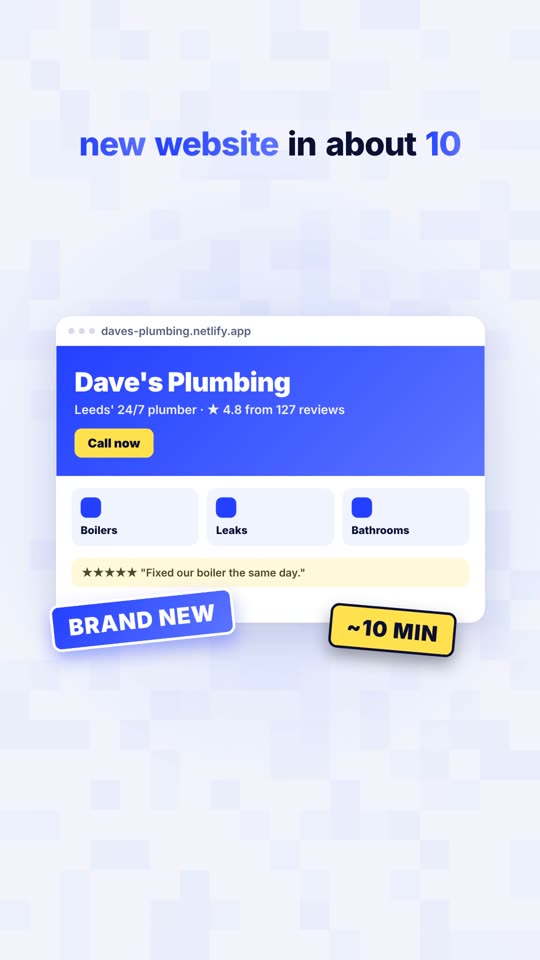 new website in about 10
daves-plumbing.netlify.app
Dave's Plumbing
Leeds' 24/7 plumber · ★ 4.8 from 127 reviews
Call now
Boilers
Leaks
Bathrooms
★★★★★ "Fixed our boiler the same day."
BRAND NEW
~10 MIN